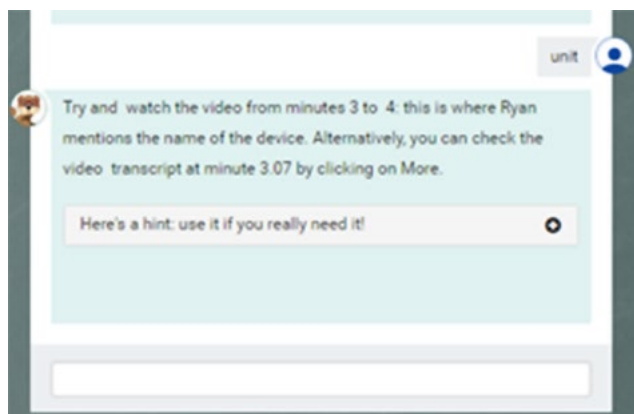 unit
Try and watch the video from minutes 3 to 4: this is where Ryan
mentions the name of the device. Alternatively, you can check the
video transcript at minute 3.07 by clicking on More.
Here's a hint: use it if you really need it!